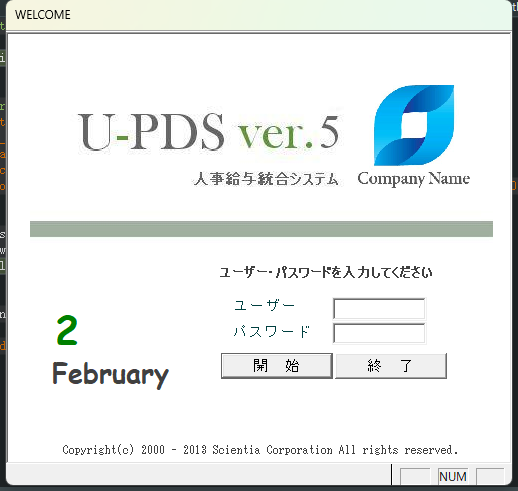 WELCOME
U-PDS ver.5
人事給与統合システム
Company Name
ユーザー・パスワードを入力してください
ユーザー
パスワード
2
February
開 始
終 了
Copyright(c) 2000 - 2013 Scientia Corporation All rights reserved.
NUM